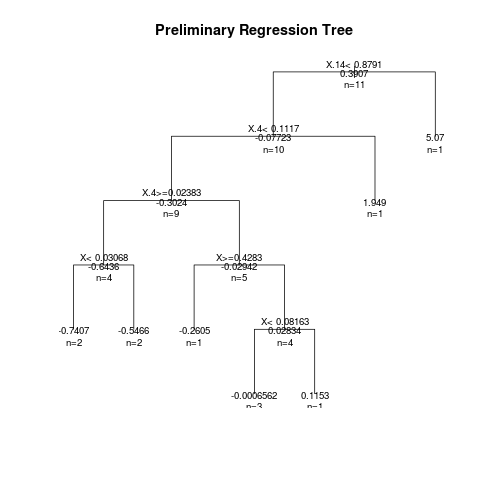 Preliminary Regression Tree
X.14< 0.8791
0.3907
n=11
X.4< 0.1117
-0.07723
n=10
5.07
n=1
X.4>=0.02383
-0.3024
n=9
1.949
n=1
X< 0.03068
-0.6436
n=4
X>=0.4283
-0.02942
n=5
-0.7407
n=2
-0.5466
n=2
-0.2605
n=1
X< 0.08163
0.02834
n=4
-0.0006562
n=3
0.1153
n=1